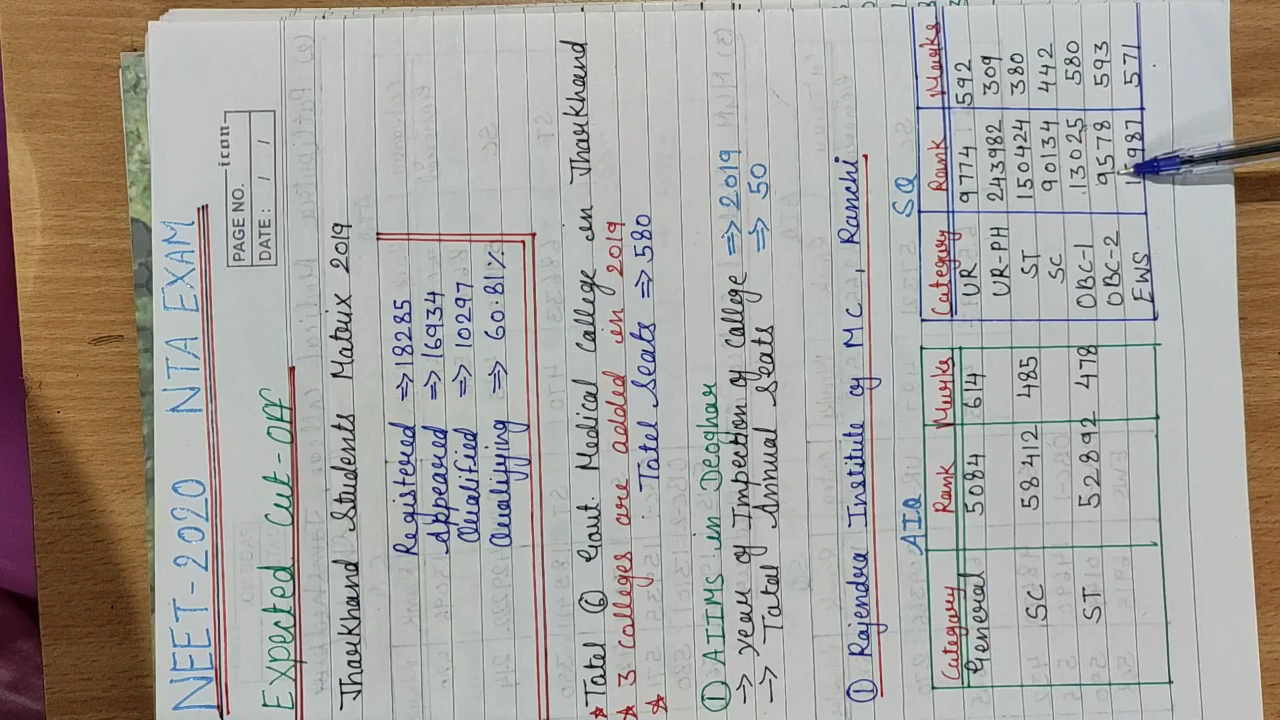 NEET-2020 NTA EXAM
PAGE NO.
DATE: / /
icon
Expected Cut-Off
Jharkhand Students Matrix 2019
Registered ⇒ 18285
Appeared ⇒ 16934
Qualified ⇒ 10297
Qualifying ⇒ 60.81%
★ Total ⑥ Govt. Medical College in Jharkhand
★ 3 Colleges are added in 2019
★ Total Seats ⇒ 580
① AIIMS in Deoghar
→ Year of Impection of College ⇒ 2019
→ Total Annual Seats ⇒ 50
① Rajendra Institute of MC, Ranchi
AIQ
Category Rank Marks
General 5084 614
SC 58412 485
ST 52892 478
SQ
Category Rank Marks
UR 9774 592
UR-PH 243982 309
ST 150424 380
SC 90134 442
OBC-1 13025 580
OBC-2 9578 593
EWS 571